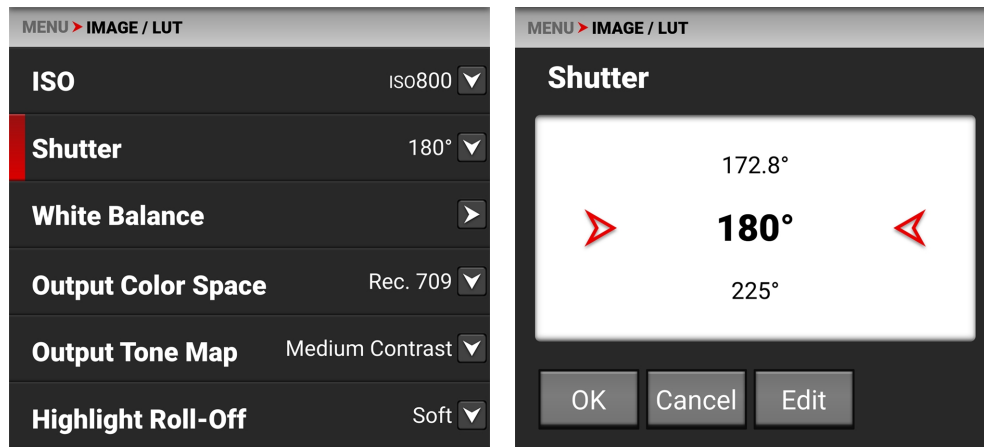 MENU > IMAGE / LUT
ISO ISO800
Shutter 180°
White Balance
Output Color Space Rec. 709
Output Tone Map Medium Contrast
Highlight Roll-Off Soft
MENU > IMAGE / LUT
Shutter
172.8°
180°
225°
OK Cancel Edit